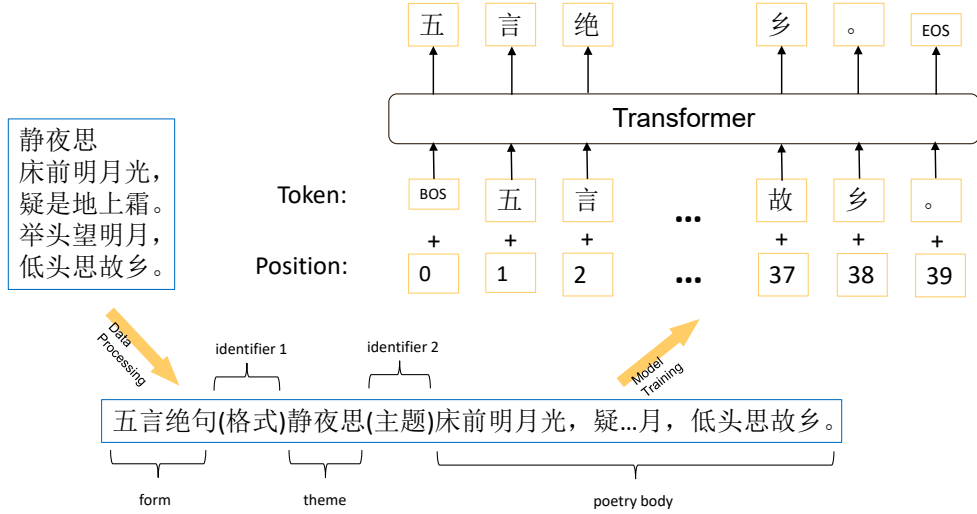 五 言 绝 乡 。 EOS
Transformer
静夜思
床前明月光，
疑是地上霜。
举头望明月，
低头思故乡。
Token: BOS 五 言 ... 故 乡 。
+ + + + + +
Position: 0 1 2 ... 37 38 39
Data
Processing
identifier 1
identifier 2
Model
Training
五言绝句(格式)静夜思(主题)床前明月光，疑...月，低头思故乡。
form
theme
poetry body